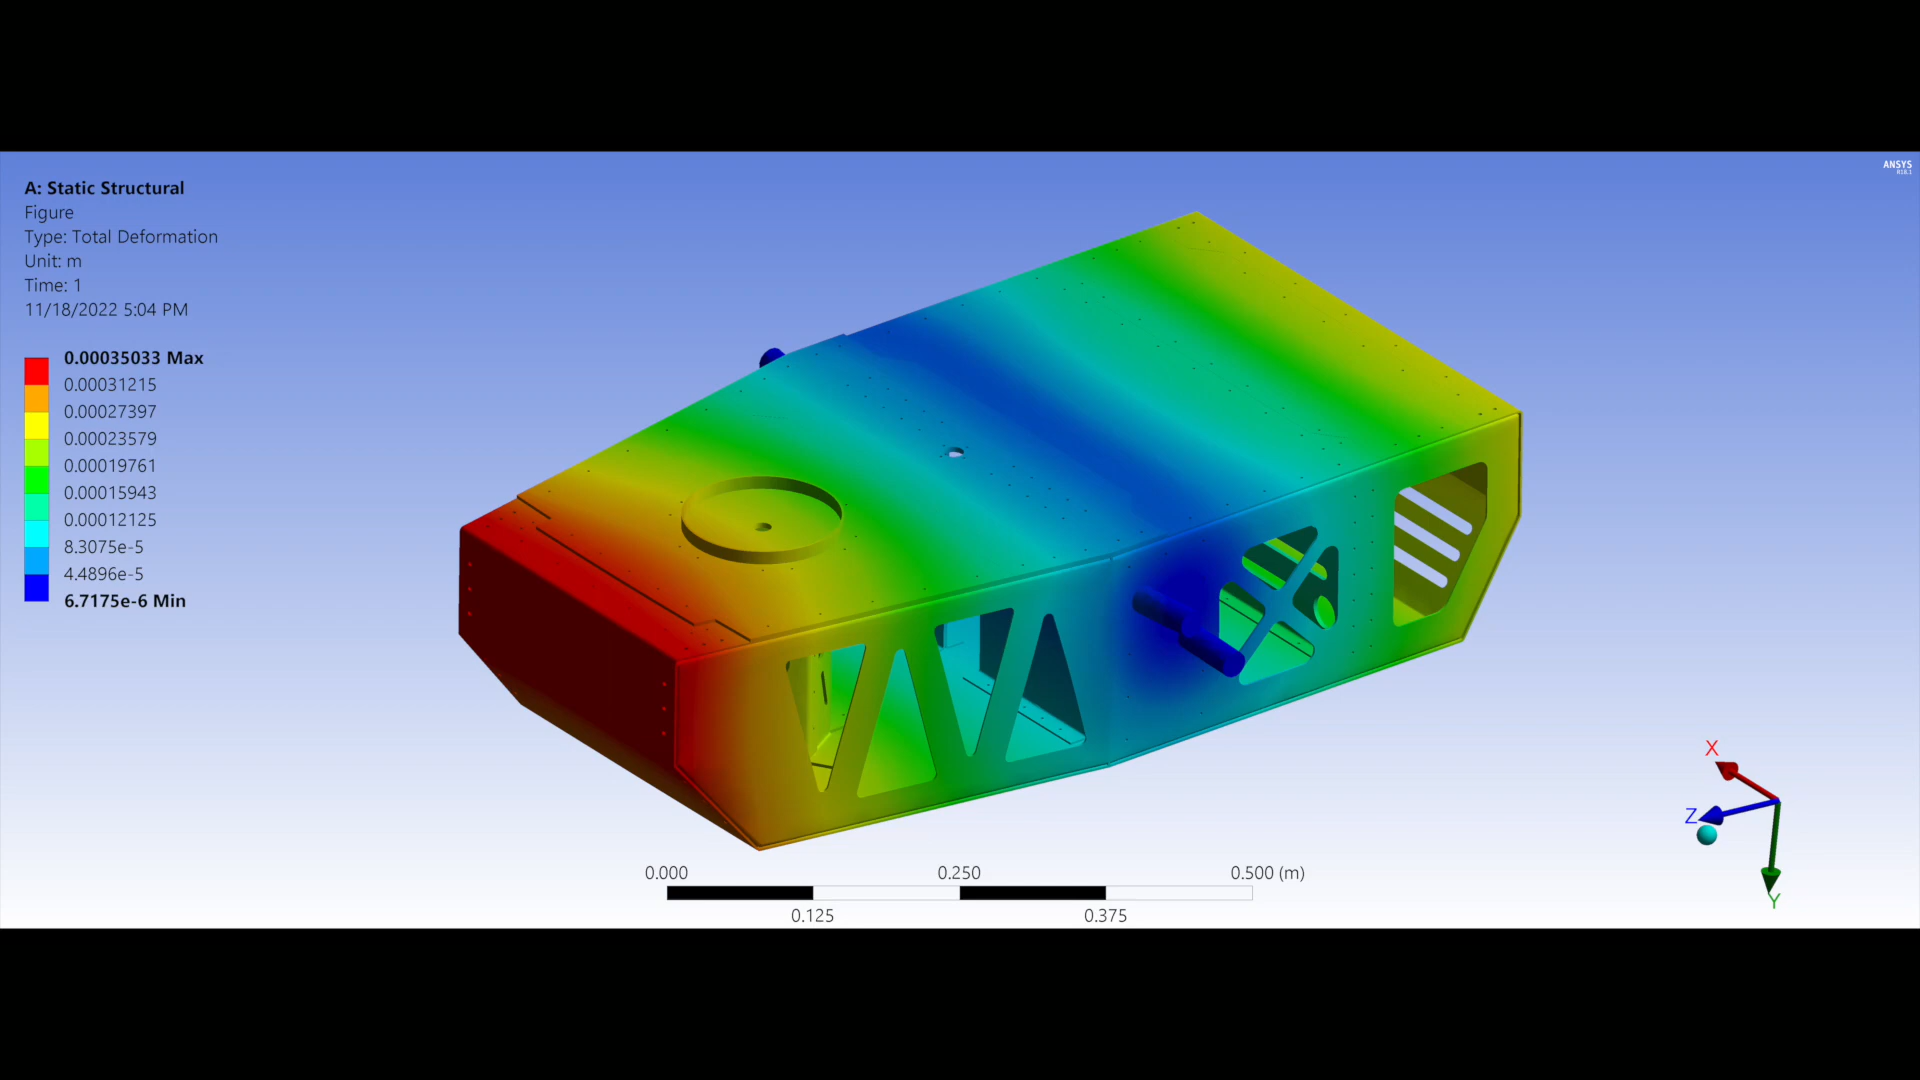 ANSYS
R18.1
A: Static Structural
Figure
Type: Total Deformation
Unit: m
Time: 1
11/18/2022 5:04 PM
0.00035033 Max
0.00031215
0.00027397
0.00023579
0.00019761
0.00015943
0.00012125
8.3075e-5
4.4896e-5
6.7175e-6 Min
X
Z
Y
0.000 0.250 0.500 (m)
0.125 0.375